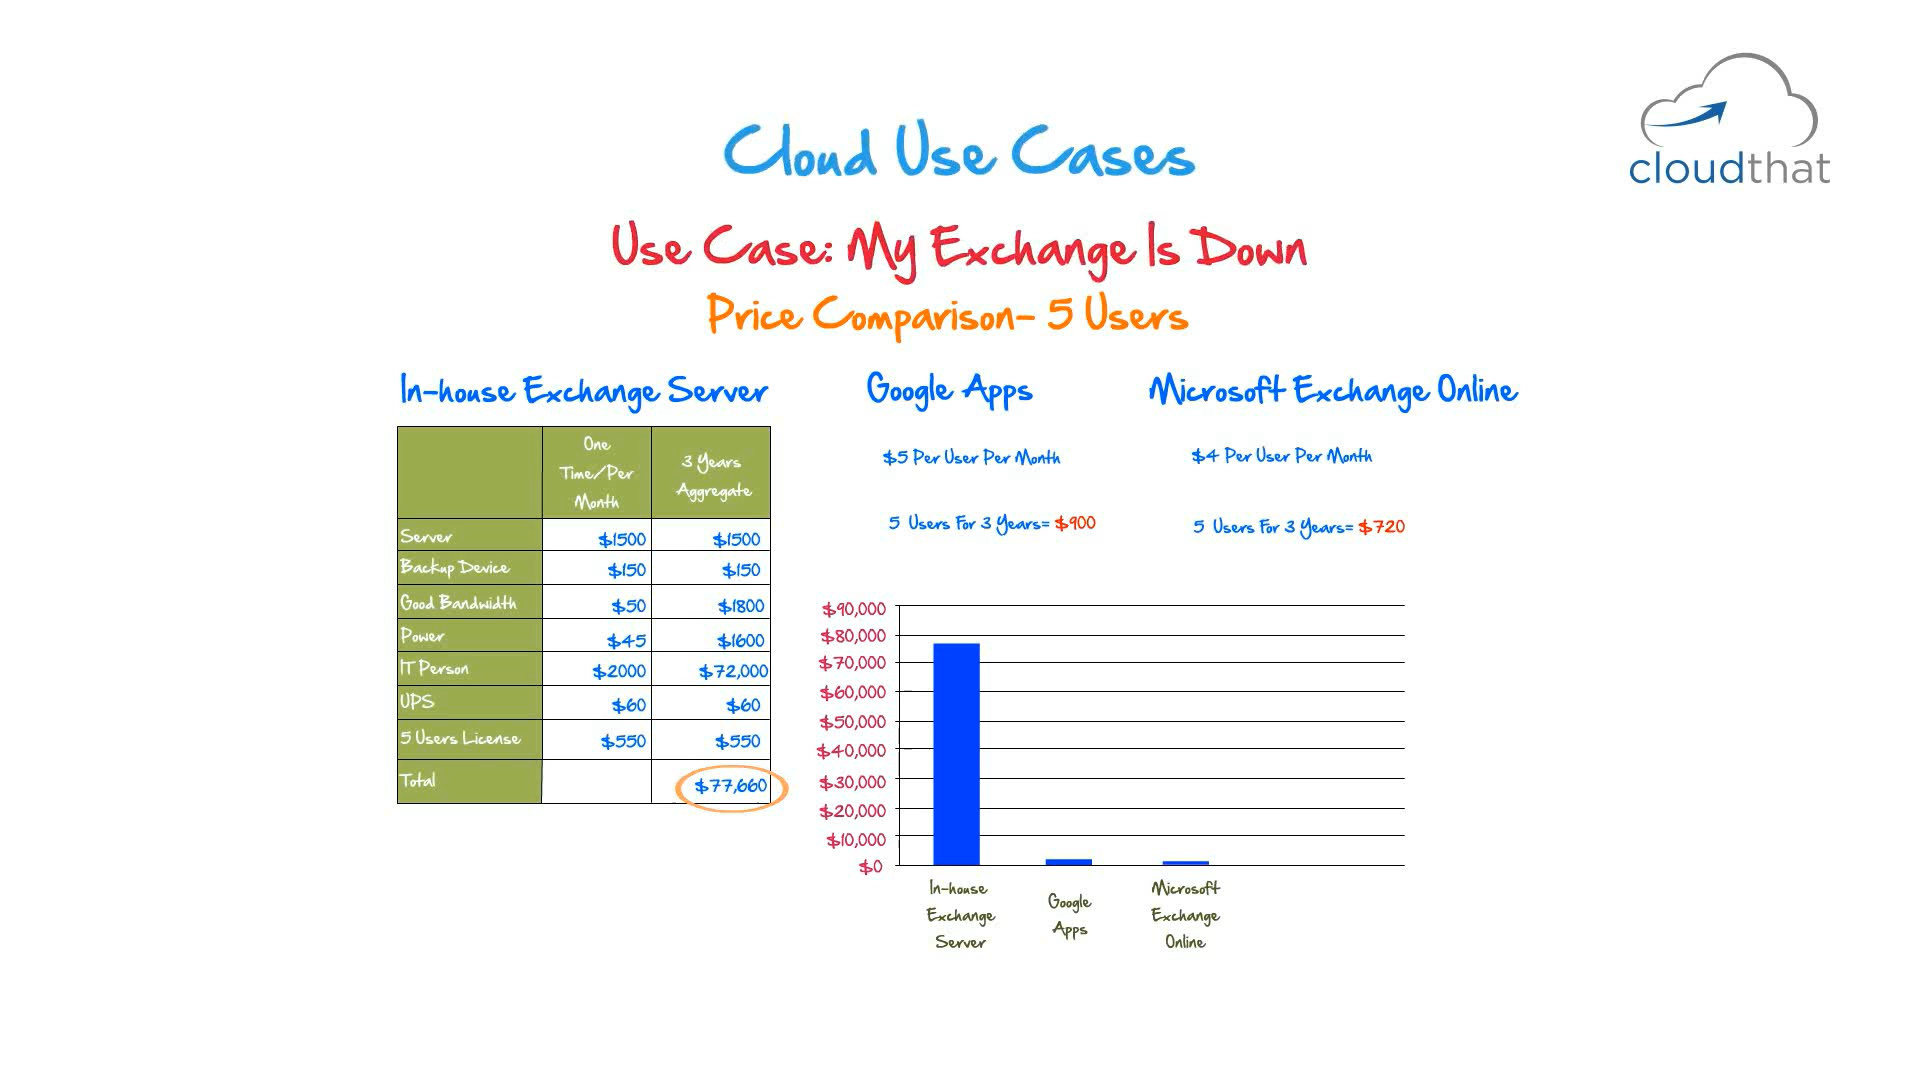 cloudthat
Cloud Use Cases
Use Case: My Exchange Is Down
Price Comparison- 5 Users
In-house Exchange Server
One Time/Per Month
3 Years Aggregate
Server $1500 $1500
Backup Device $150 $150
Good Bandwidth $50 $1800
Power $45 $1600
IT Person $2000 $72,000
UPS $60 $60
5 Users License $550 $550
Total $77,660
Google Apps
$5 Per User Per Month
5 Users For 3 Years= $900
Microsoft Exchange Online
$4 Per User Per Month
5 Users For 3 Years= $720
$90,000
$80,000
$70,000
$60,000
$50,000
$40,000
$30,000
$20,000
$10,000
$0
In-house
Exchange
Server
Google
Apps
Microsoft
Exchange
Online